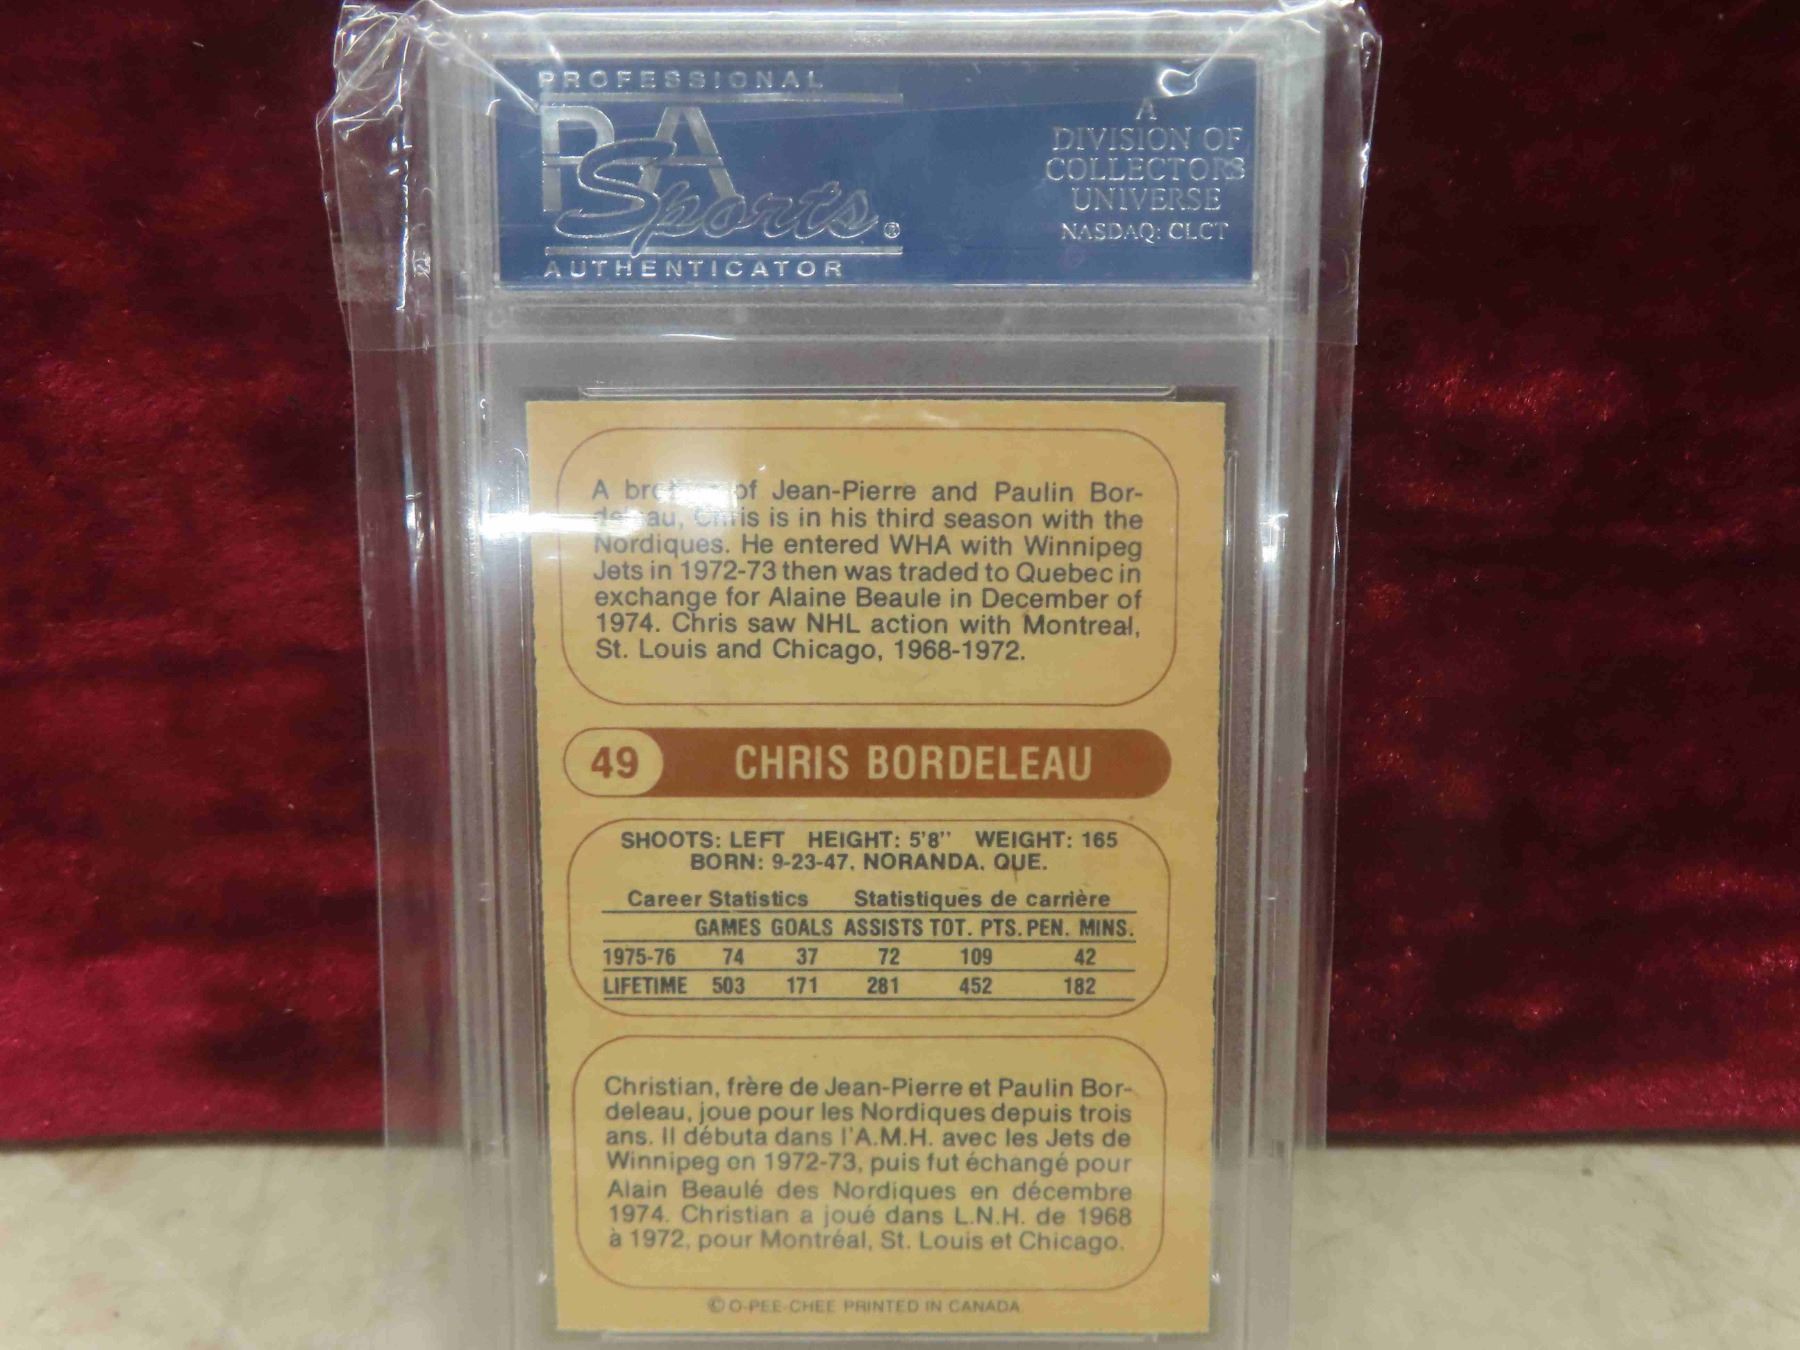 PROFESSIONAL
PSA
Sports®
AUTHENTICATOR
A
DIVISION OF
COLLECTORS
UNIVERSE
NASDAQ: CLCT
A of Jean-Pierre and Paulin Bor-
Chris is in his third season with the
Nordiques. He entered WHA with Winnipeg
Jets in 1972-73 then was traded to Quebec in
exchange for Alaine Beaule in December of
1974. Chris saw NHL action with Montreal,
St. Louis and Chicago, 1968-1972.
49 CHRIS BORDELEAU
SHOOTS: LEFT HEIGHT: 5'8" WEIGHT: 165
BORN: 9-23-47, NORANDA, QUE.
Career Statistics Statistiques de carrière
GAMES GOALS ASSISTS TOT. PTS. PEN. MINS.
1975-76 74 37 72 109 42
LIFETIME 503 171 281 452 182
Christian, frère de Jean-Pierre et Paulin Bor-
deleau, joue pour les Nordiques depuis trois
ans. Il débuta dans l'A.M.H. avec les Jets de
Winnipeg en 1972-73, puis fut échangé pour
Alain Beaulé des Nordiques en décembre
1974. Christian a joué dans L.N.H. de 1968
à 1972, pour Montréal, St. Louis et Chicago.
© O-PEE-CHEE PRINTED IN CANADA